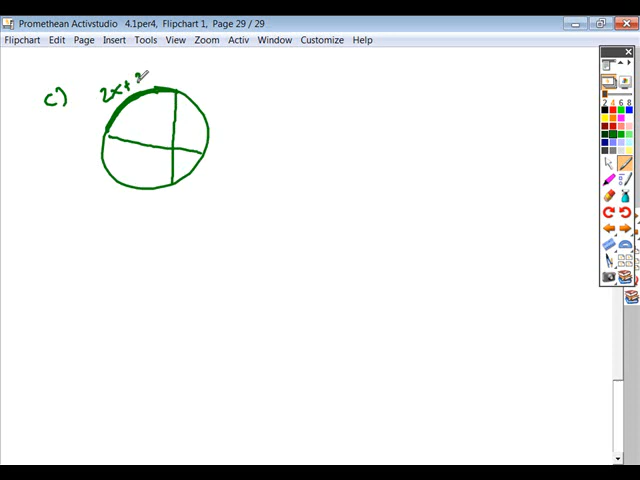 Promethean Activstudio 4.1per4, Flipchart 1, Page 29 / 29
Flipchart Edit Page Insert Tools View Zoom Activ Window Customize Help
c)
2x+
2 4 6 8